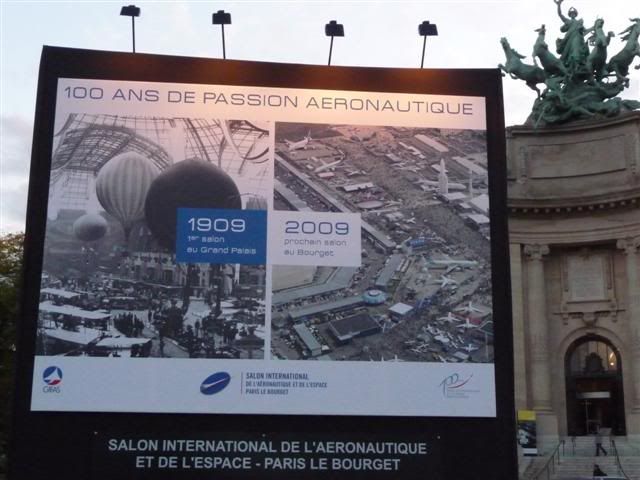 100 ANS DE PASSION AERONAUTIQUE
1909
1er salon
au Grand Palais
2009
prochain salon
au Bourget
GIFAS
SALON INTERNATIONAL
DE L'AÉRONAUTIQUE ET DE L'ESPACE
PARIS LE BOURGET
SALON INTERNATIONAL DE L'AERONAUTIQUE
ET DE L'ESPACE - PARIS LE BOURGET